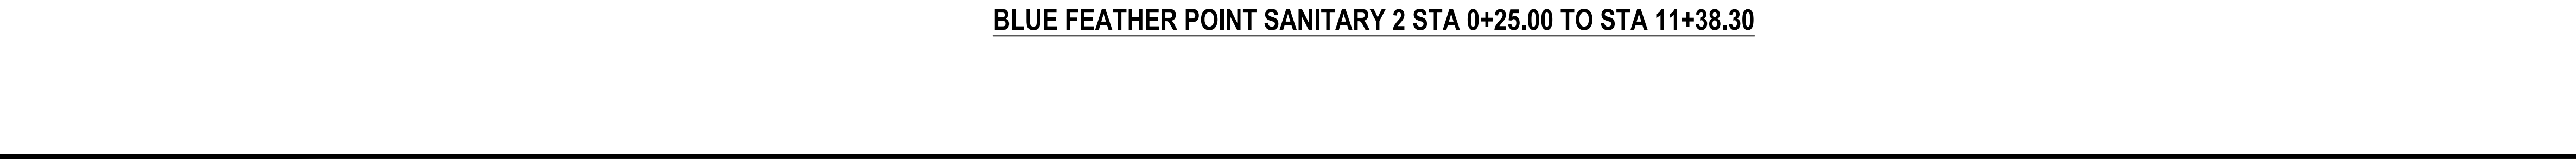 BLUE FEATHER POINT SANITARY 2 STA 0+25.00 TO STA 11+38.30